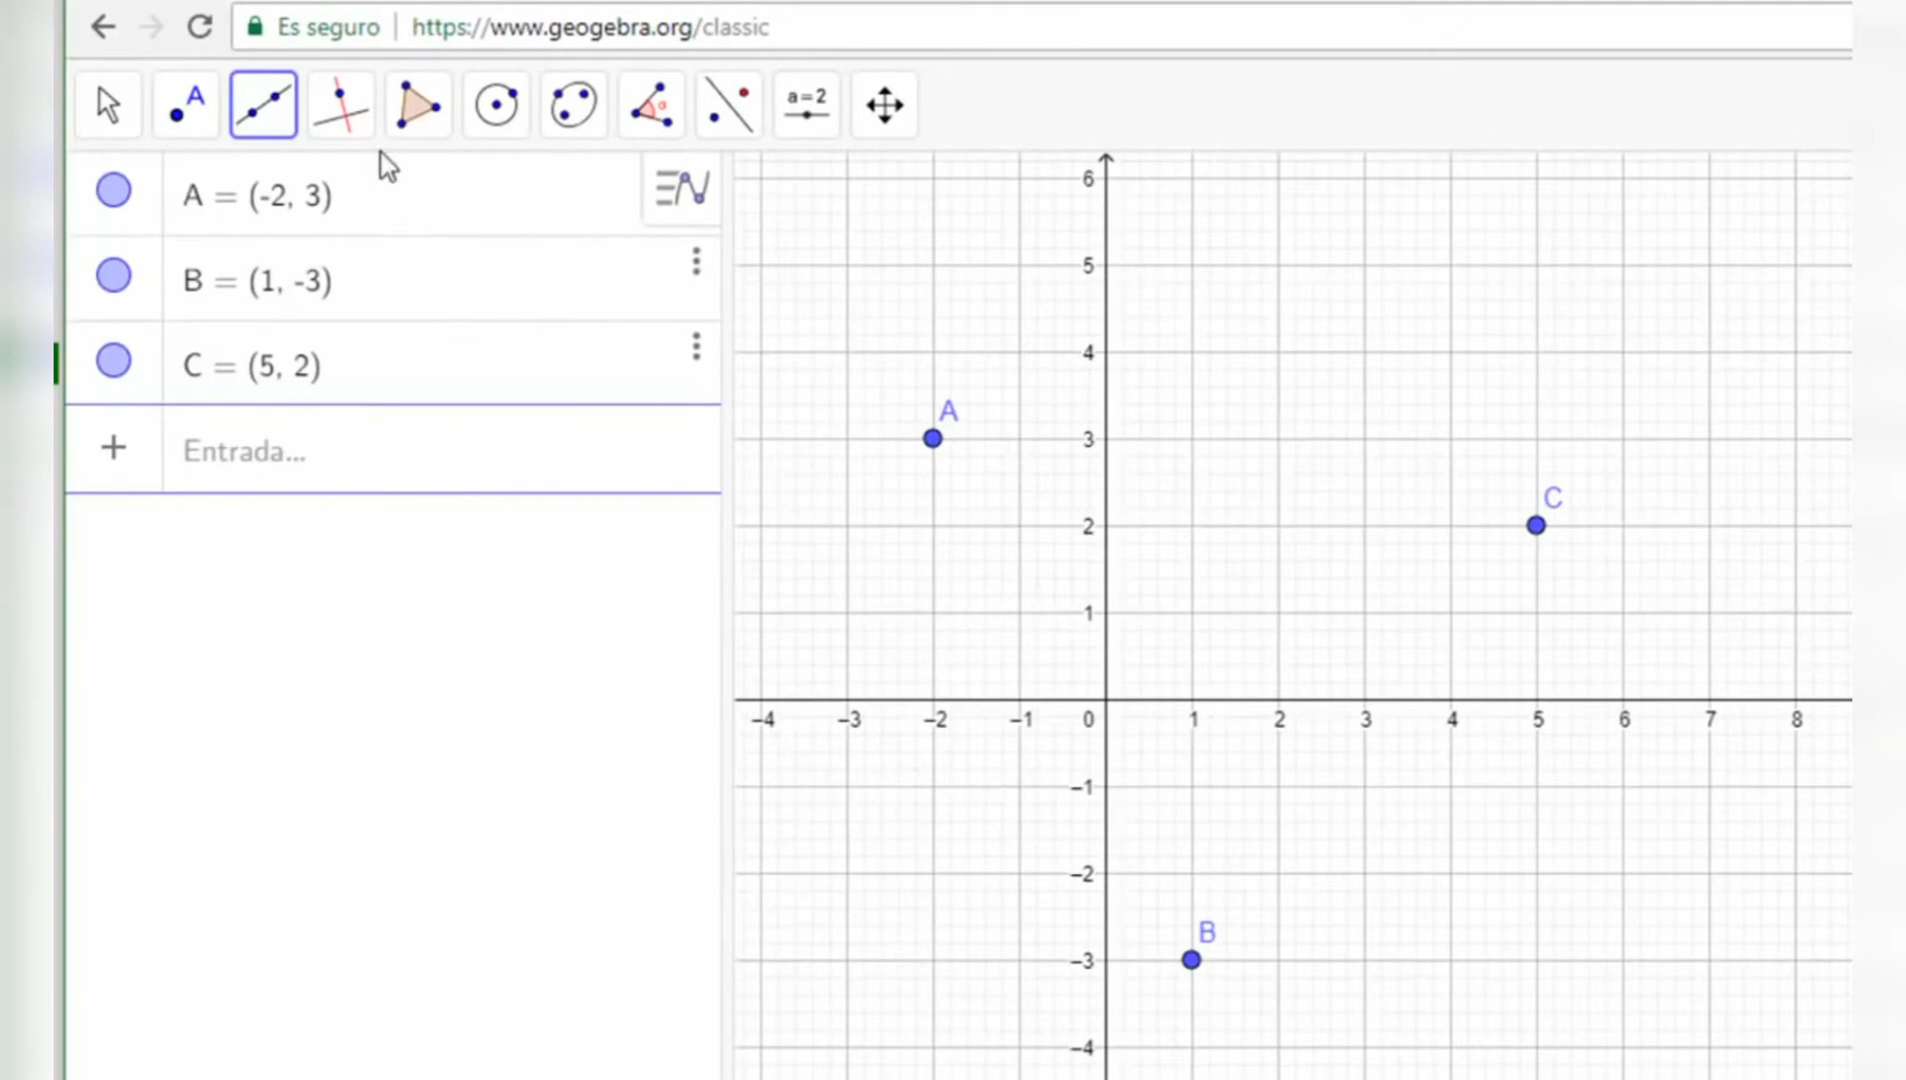 Es seguro | https://www.geogebra.org/classic
A
α
a=2
A = (-2, 3)
B = (1, -3)
C = (5, 2)
+ Entrada...
6
5
4
A
3
C
2
1
–4 –3 –2 –1 0 1 2 3 4 5 6 7 8
–1
–2
B
–3
–4